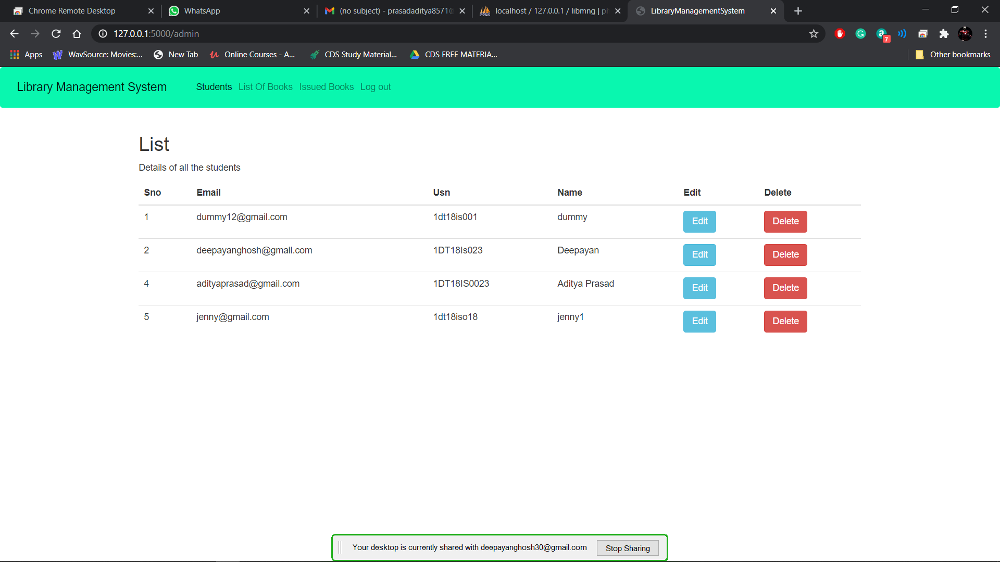 Chrome Remote Desktop WhatsApp (no subject) - prasadaditya8571@ localhost / 127.0.0.1 / libmng | ph LibraryManagementSystem
127.0.0.1:5000/admin 7
Apps WavSource: Movies:... New Tab Online Courses - A... CDS Study Material... CDS FREE MATERIA... Other bookmarks
Library Management System Students List Of Books Issued Books Log out
List
Details of all the students
Sno Email Usn Name Edit Delete
1 dummy12@gmail.com 1dt18is001 dummy Edit Delete
2 deepayanghosh@gmail.com 1DT18Is023 Deepayan Edit Delete
4 adityaprasad@gmail.com 1DT18IS0023 Aditya Prasad Edit Delete
5 jenny@gmail.com 1dt18iso18 jenny1 Edit Delete
Your desktop is currently shared with deepayanghosh30@gmail.com Stop Sharing